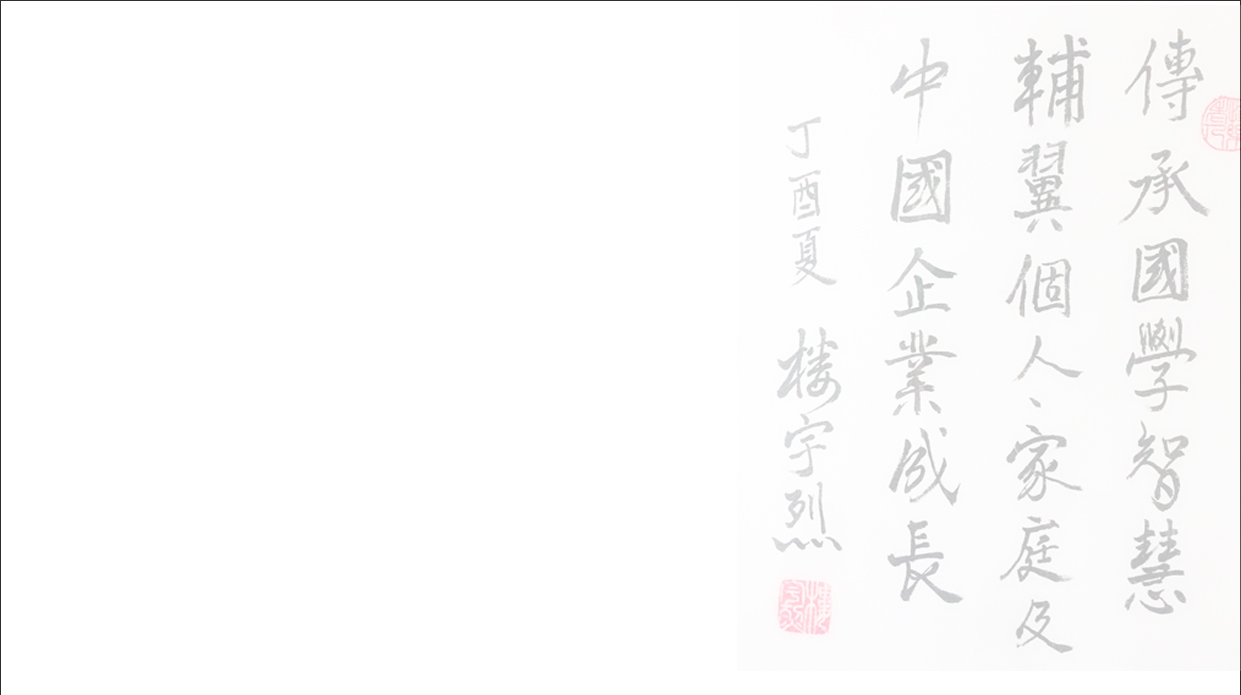 傳承國學智慧
輔翼個人、家庭及
中國企業成長
丁酉夏 楼宇烈